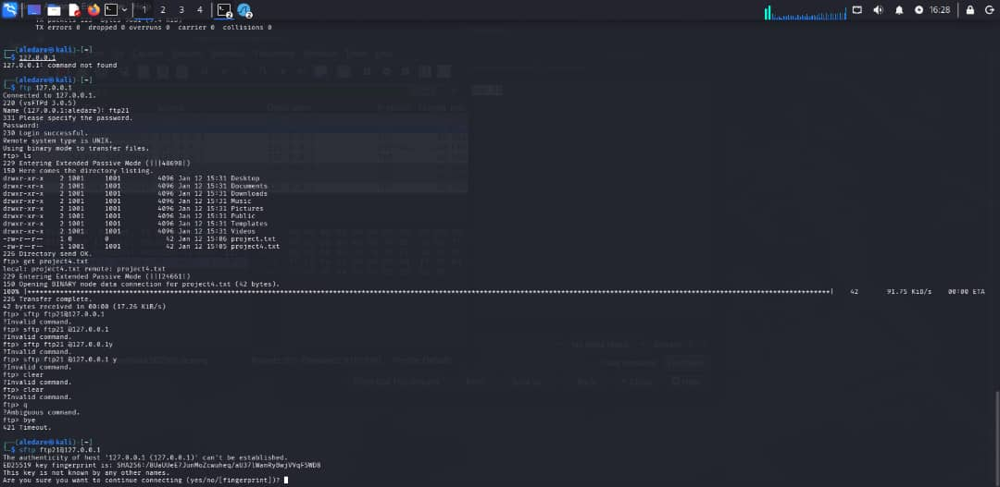 1 2 3 4
2
2
16:28
TX errors 0 dropped 0 overruns 0 carrier 0 collisions 0
┌──(aledare㉿kali)-[~]
└─$ 127.0.0.1
127.0.0.1: command not found
┌──(aledare㉿kali)-[~]
└─$ ftp 127.0.0.1
Connected to 127.0.0.1.
220 (vsFTPd 3.0.5)
Name (127.0.0.1:aledare): ftp21
331 Please specify the password.
Password:
230 Login successful.
Remote system type is UNIX.
Using binary mode to transfer files.
ftp> ls
229 Entering Extended Passive Mode (|||48698|)
150 Here comes the directory listing.
drwxr-xr-x 2 1001 1001 4096 Jan 12 15:31 Desktop
drwxr-xr-x 2 1001 1001 4096 Jan 12 15:31 Documents
drwxr-xr-x 2 1001 1001 4096 Jan 12 15:31 Downloads
drwxr-xr-x 2 1001 1001 4096 Jan 12 15:31 Music
drwxr-xr-x 2 1001 1001 4096 Jan 12 15:31 Pictures
drwxr-xr-x 2 1001 1001 4096 Jan 12 15:31 Public
drwxr-xr-x 2 1001 1001 4096 Jan 12 15:31 Templates
drwxr-xr-x 2 1001 1001 4096 Jan 12 15:31 Videos
-rw-r--r-- 1 0 0 42 Jan 12 15:06 project.txt
-rw-r--r-- 1 1001 1001 42 Jan 12 15:05 project4.txt
226 Directory send OK.
ftp> get project4.txt
local: project4.txt remote: project4.txt
229 Entering Extended Passive Mode (|||24661|)
150 Opening BINARY mode data connection for project4.txt (42 bytes).
100% 42 91.75 KiB/s 00:00 ETA
226 Transfer complete.
42 bytes received in 00:00 (17.26 KiB/s)
ftp> sftp ftp21@127.0.0.1
?Invalid command.
ftp> sftp ftp21 @127.0.0.1
?Invalid command.
ftp> sftp ftp21 @127.0.0.1y
?Invalid command.
ftp> sftp ftp21 @127.0.0.1 y
?Invalid command.
ftp> clear
?Invalid command.
ftp> clear
?Invalid command.
ftp> q
?Ambiguous command.
ftp> bye
421 Timeout.
┌──(aledare㉿kali)-[~]
└─$ sftp ftp21@127.0.0.1
The authenticity of host '127.0.0.1 (127.0.0.1)' can't be established.
ED25519 key fingerprint is:
This key is not known by any other names.
Are you sure you want to continue connecting (yes/no/[fingerprint])?